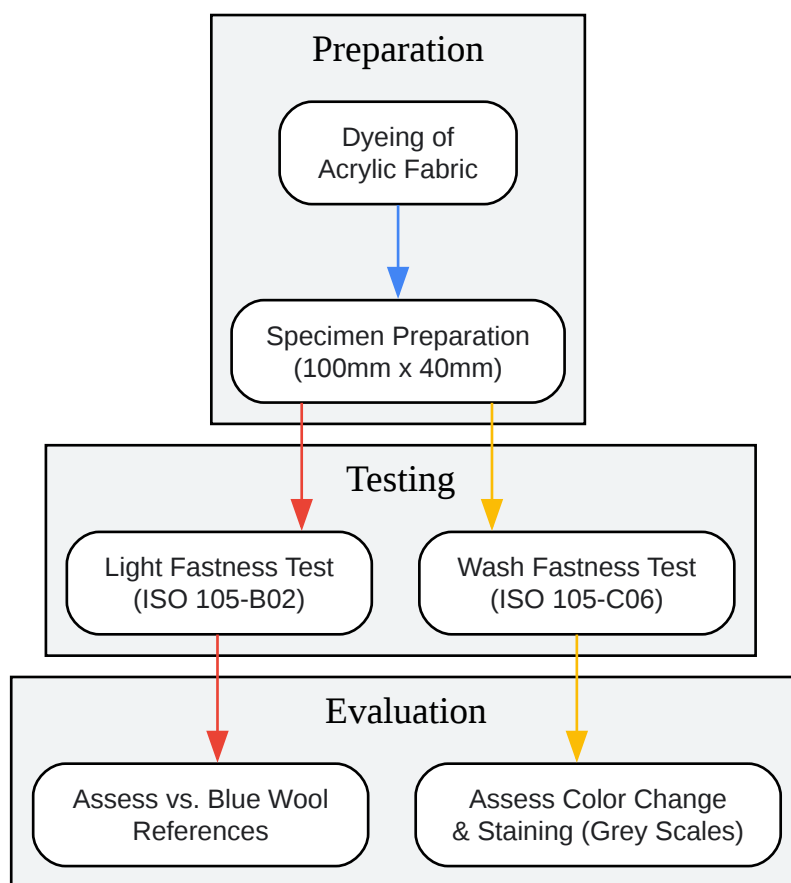 Preparation
Dyeing of
Acrylic Fabric
Specimen Preparation
(100mm x 40mm)
Testing
Light Fastness Test
(ISO 105-B02)
Wash Fastness Test
(ISO 105-C06)
Evaluation
Assess vs. Blue Wool
References
Assess Color Change
& Staining (Grey Scales)